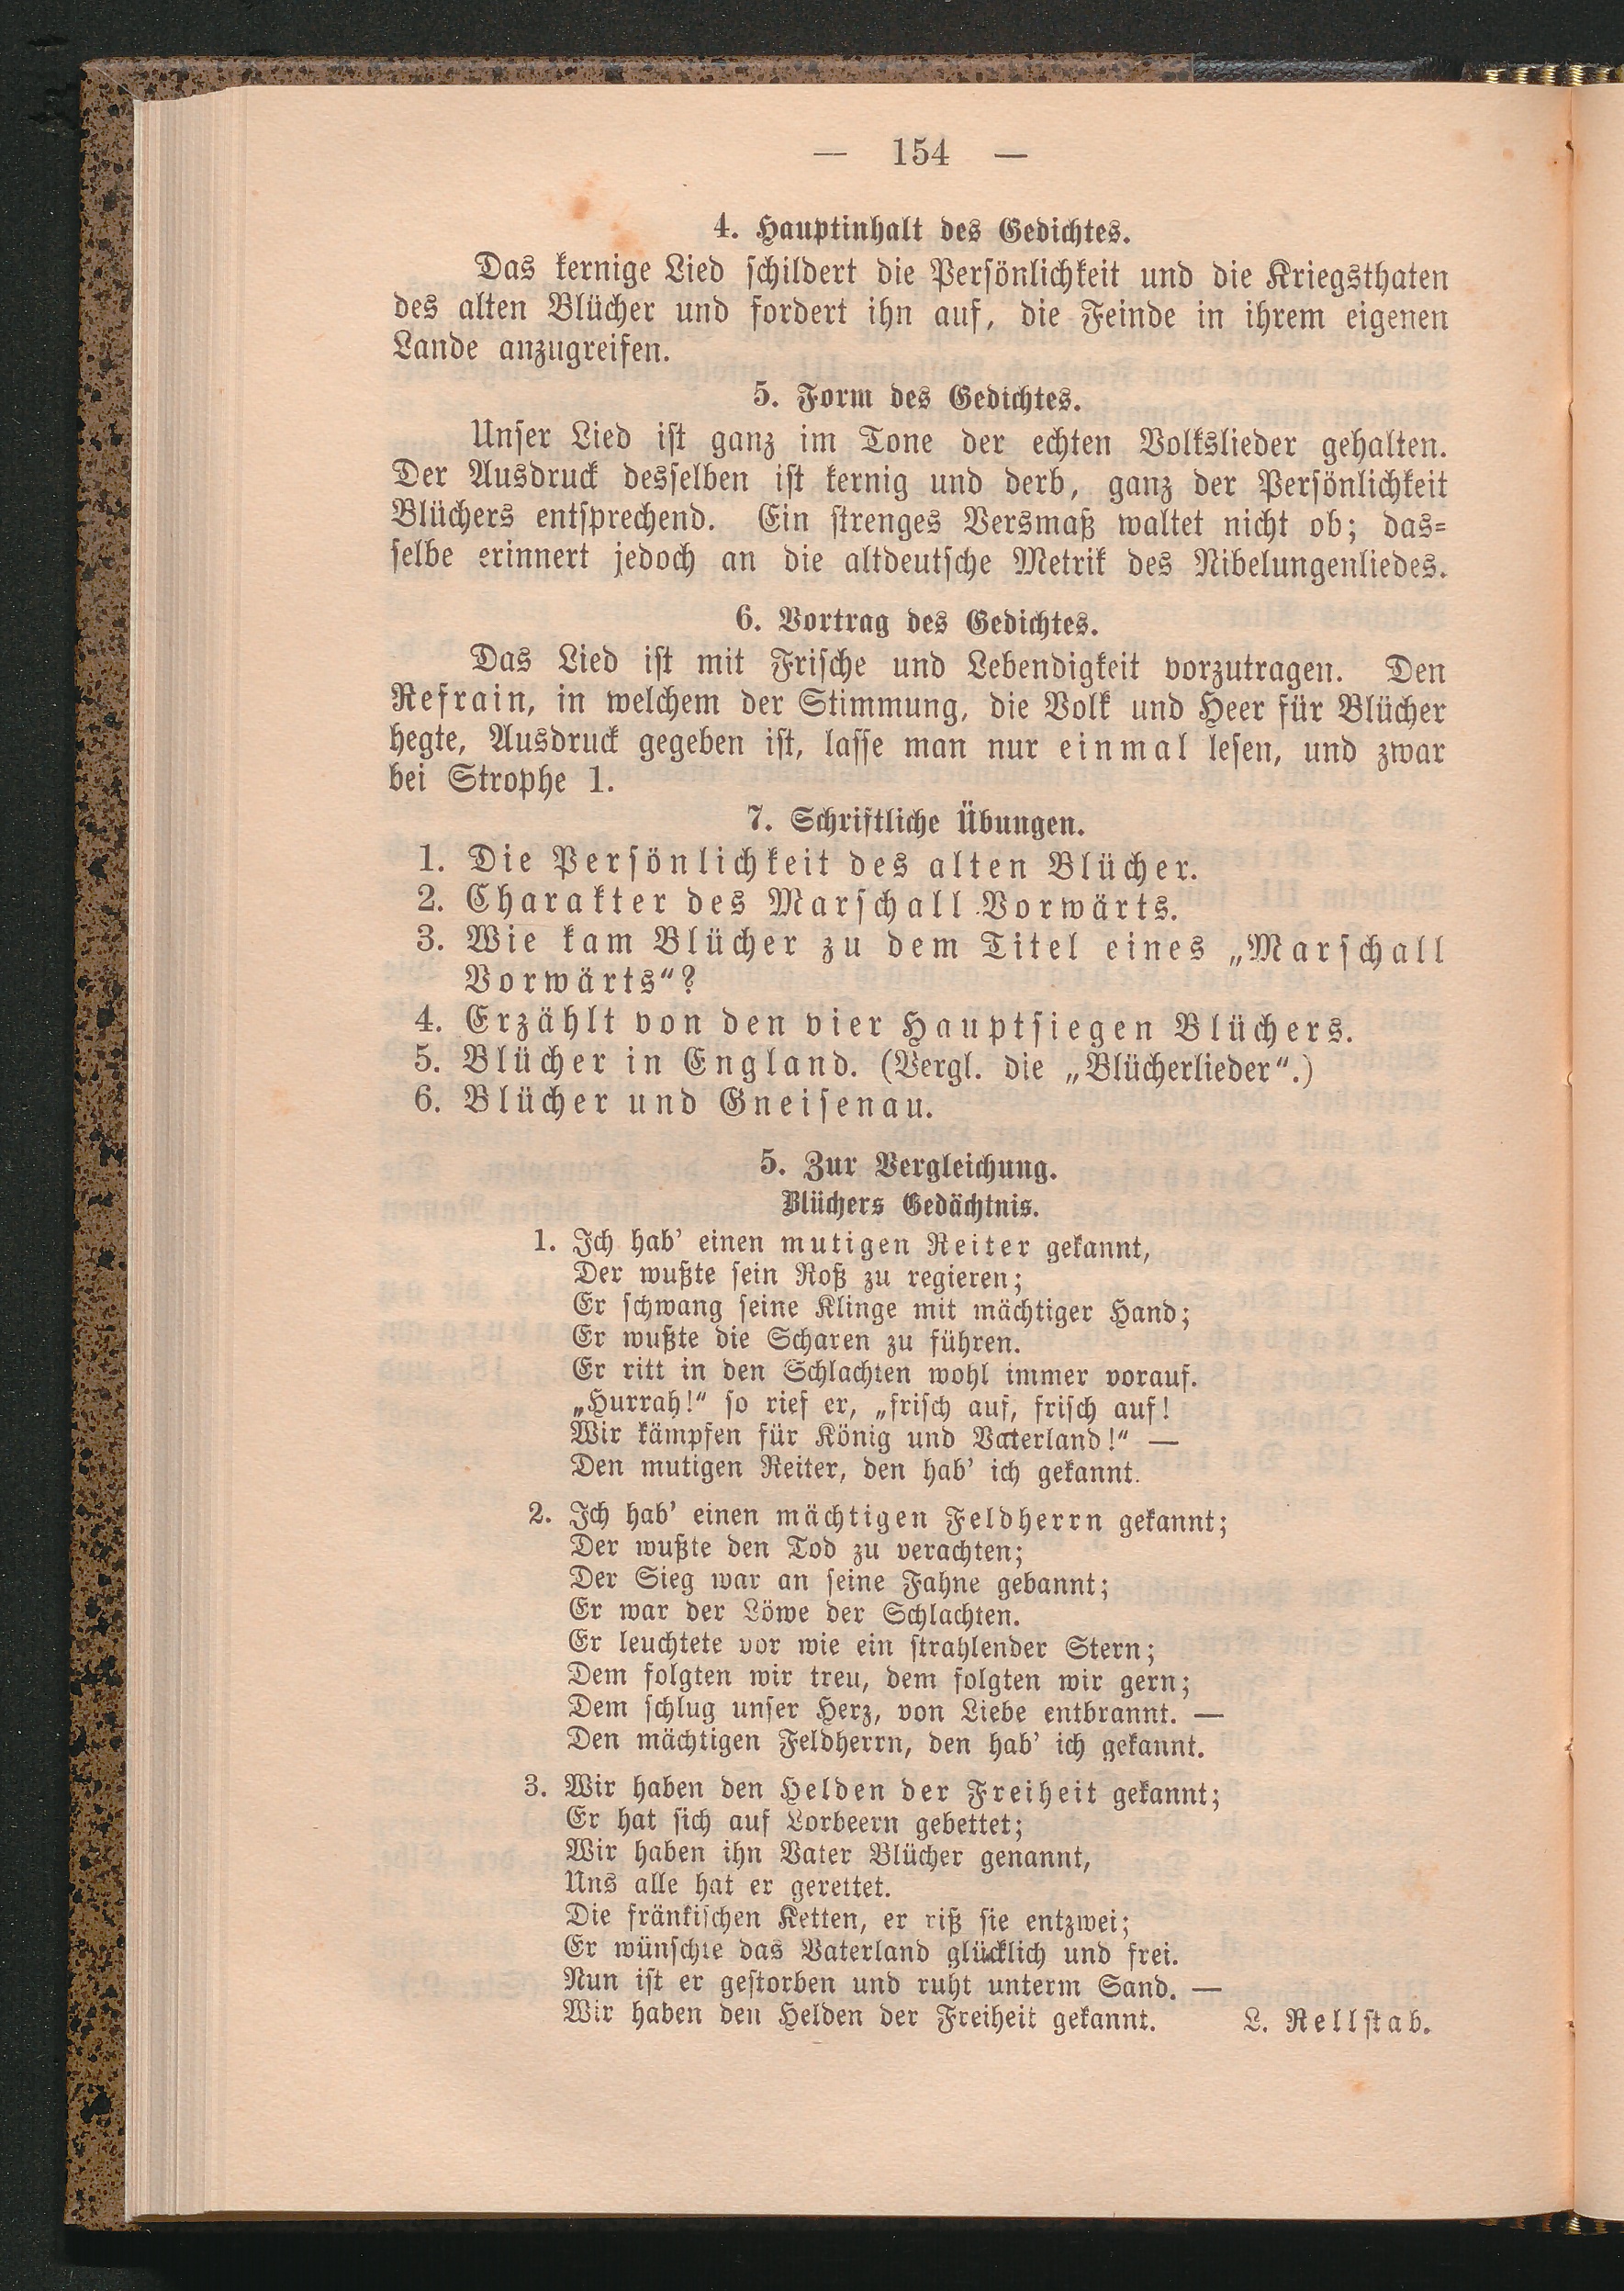 — 154 —
4. Hauptinhalt des Gedichtes.
Das kernige Lied schildert die Persönlichkeit und die Kriegsthaten
des alten Blücher und fordert ihn auf, die Feinde in ihrem eigenen
Lande anzugreifen.
5. Form des Gedichtes.
Unser Lied ist ganz im Tone der echten Volkslieder gehalten.
Der Ausdruck desselben ist kernig und derb, ganz der Persönlichkeit
Blüchers entsprechend. Ein strenges Versmaß waltet nicht ob; das-
selbe erinnert jedoch an die altdeutsche Metrik des Nibelungenliedes.
6. Vortrag des Gedichtes.
Das Lied ist mit Frische und Lebendigkeit vorzutragen. Den
Refrain, in welchem der Stimmung, die Volk und Heer für Blücher
hegte, Ausdruck gegeben ist, lasse man nur einmal lesen, und zwar
bei Strophe 1.
7. Schriftliche Übungen.
1. Die Persönlichkeit des alten Blücher.
2. Charakter des Marschall Vorwärts.
3. Wie kam Blücher zu dem Titel eines „Marschall
Vorwärts“?
4. Erzählt von den vier Hauptsiegen Blüchers.
5. Blücher in England. (Vergl. die „Blücherlieder“.)
6. Blücher und Gneisenau.
5. Zur Vergleichung.
Blüchers Gedächtnis.
1. Ich hab’ einen mutigen Reiter gekannt,
Der wußte sein Roß zu regieren;
Er schwang seine Klinge mit mächtiger Hand;
Er wußte die Scharen zu führen.
Er ritt in den Schlachten wohl immer vorauf.
„Hurrah!“ so rief er, „frisch auf, frisch auf!
Wir kämpfen für König und Vaterland!“ —
Den mutigen Reiter, den hab’ ich gekannt.
2. Ich hab’ einen mächtigen Feldherrn gekannt;
Der wußte den Tod zu verachten;
Der Sieg war an seine Fahne gebannt;
Er war der Löwe der Schlachten.
Er leuchtete vor wie ein strahlender Stern;
Dem folgten wir treu, dem folgten wir gern;
Dem schlug unser Herz, von Liebe entbrannt. —
Den mächtigen Feldherrn, den hab’ ich gekannt.
3. Wir haben den Helden der Freiheit gekannt;
Er hat sich auf Lorbeern gebettet;
Wir haben ihn Vater Blücher genannt,
Uns alle hat er gerettet.
Die fränkischen Ketten, er riß sie entzwei;
Er wünschte das Vaterland glücklich und frei.
Nun ist er gestorben und ruht unterm Sand. —
Wir haben den Helden der Freiheit gekannt. L. Rellstab.